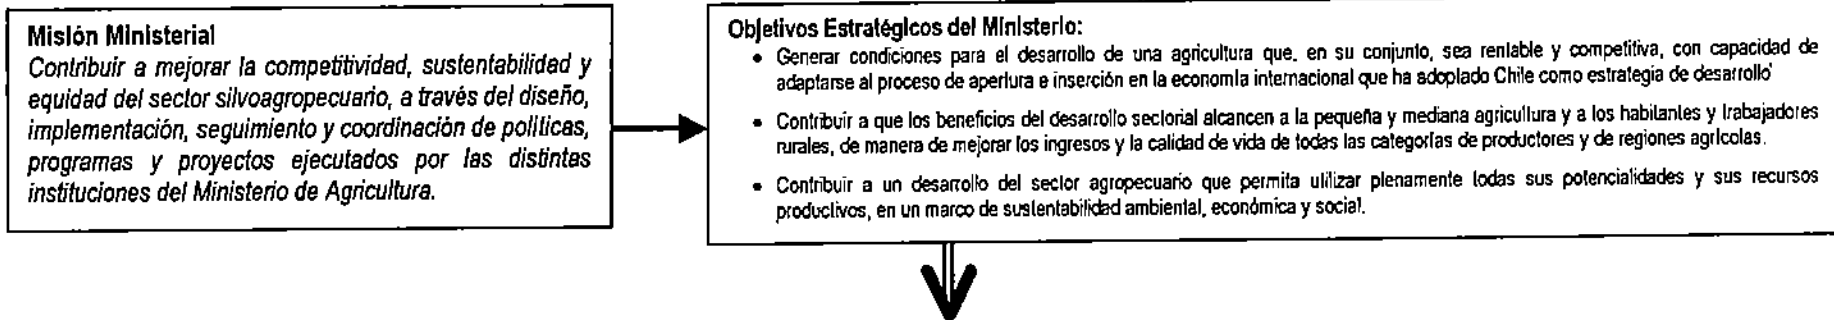 Misión Ministerial
Contribuir a mejorar la competitividad, sustentabilidad y
equidad del sector silvoagropecuario, a través del diseño,
implementación, seguimiento y coordinación de políticas,
programas y proyectos ejecutados por las distintas
instituciones del Ministerio de Agricultura.
Objetivos Estratégicos del Ministerio:
• Generar condiciones para el desarrollo de una agricultura que, en su conjunto, sea rentable y competitiva, con capacidad de
adaptarse al proceso de apertura e inserción en la economía internacional que ha adoptado Chile como estrategia de desarrollo
• Contribuir a que los beneficios del desarrollo sectorial alcancen a la pequeña y mediana agricultura y a los habitantes y trabajadores
rurales, de manera de mejorar los ingresos y la calidad de vida de todas las categorías de productores y de regiones agrícolas.
• Contribuir a un desarrollo del sector agropecuario que permita utilizar plenamente todas sus potencialidades y sus recursos
productivos, en un marco de sustentabilidad ambiental, económica y social.